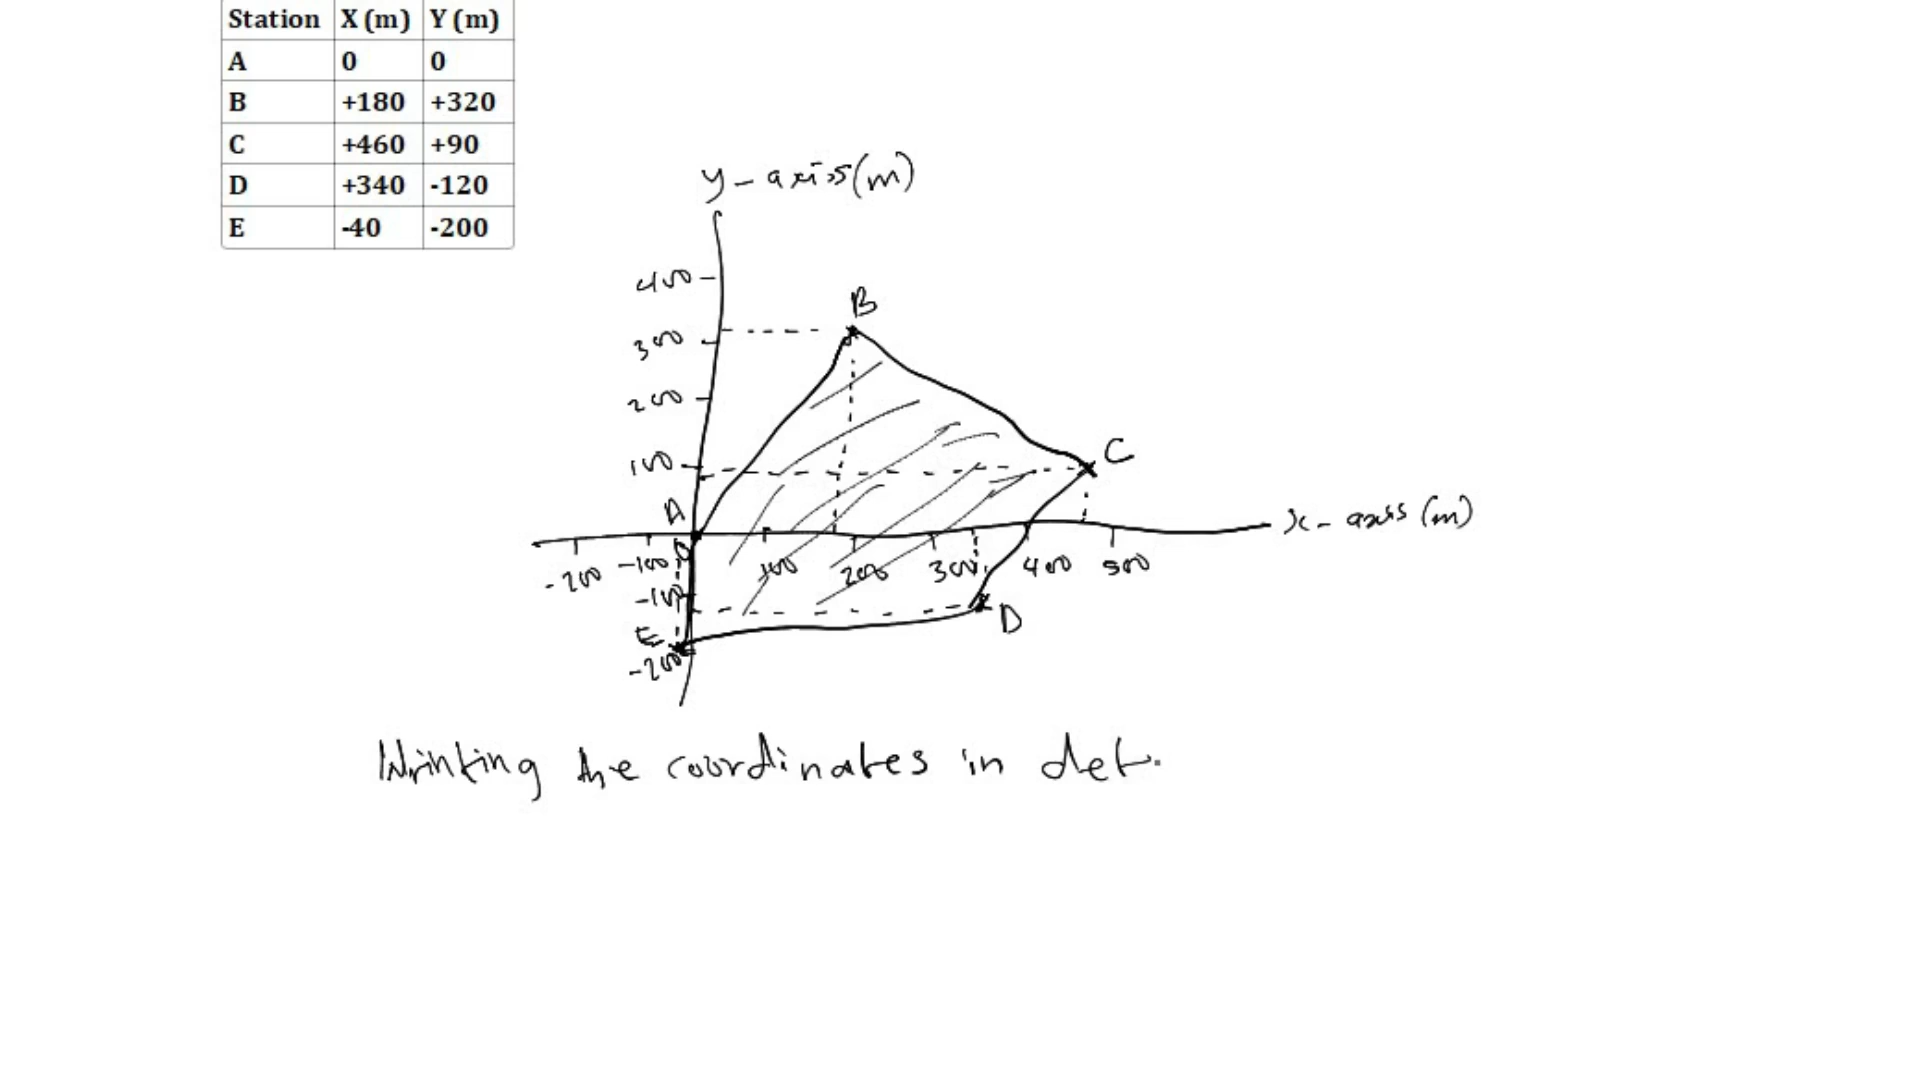 Station X (m) Y (m)
A 0 0
B +180 +320
C +460 +90
D +340 -120
E -40 -200
y-axis(m)
400
300
200
100
B
C
A
x-axis (m)
-200 -100 0 100 200 300 400 500
-100
D
E
-200
Writing the coordinates in det.